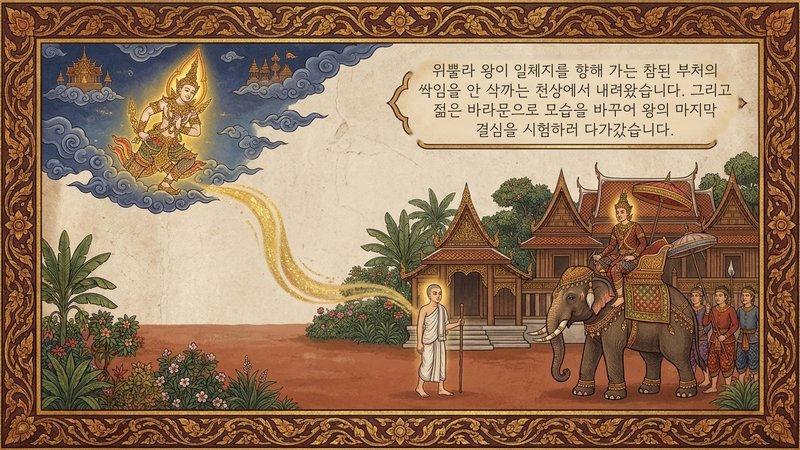 위뿔라 왕이 일체지를 향해 가는 참된 부처의
싹임을 안 삭까는 천상에서 내려왔습니다. 그리고
젊은 바라문으로 모습을 바꾸어 왕의 마지막
결심을 시험하러 다가갔습니다.